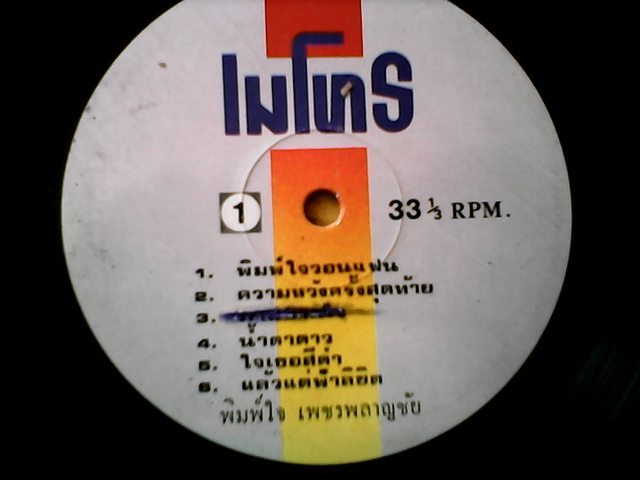 เมโทร
1
33 ⅓ RPM.
1. พิมพ์ใจวอนแฟน
2. ความหวังครั้งสุดท้าย
3.
4. น้ำตาดาว
5. ใจเธอสีดำ
6. แล้วแต่ฟ้าลิขิต
พิมพ์ใจ เพชรพลาญชัย